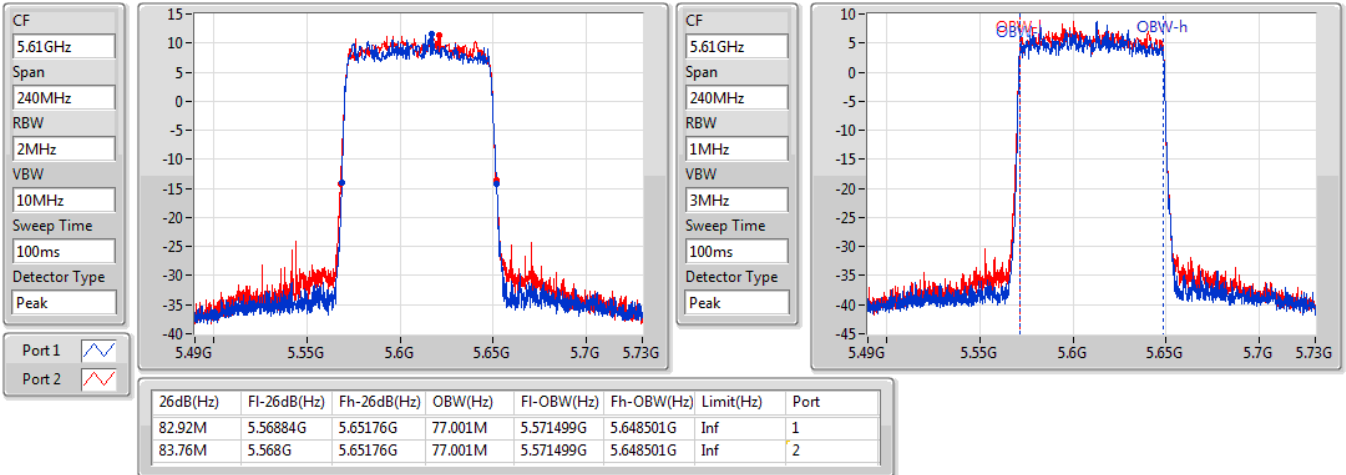 CF
5.61GHz
Span
240MHz
RBW
2MHz
VBW
10MHz
Sweep Time
100ms
Detector Type
Peak
Port 1
Port 2
15
10
5
0
-5
-10
-15
-20
-25
-30
-35
-40
5.49G 5.55G 5.6G 5.65G 5.7G 5.73G
CF
5.61GHz
Span
240MHz
RBW
1MHz
VBW
3MHz
Sweep Time
100ms
Detector Type
Peak
10
5
0
-5
-10
-15
-20
-25
-30
-35
-40
-45
OBW-h
5.49G 5.55G 5.6G 5.65G 5.7G 5.73G
26dB(Hz) Fl-26dB(Hz) Fh-26dB(Hz) OBW(Hz) Fl-OBW(Hz) Fh-OBW(Hz) Limit(Hz) Port
82.92M 5.56884G 5.65176G 77.001M 5.571499G 5.648501G Inf 1
83.76M 5.568G 5.65176G 77.001M 5.571499G 5.648501G Inf 2